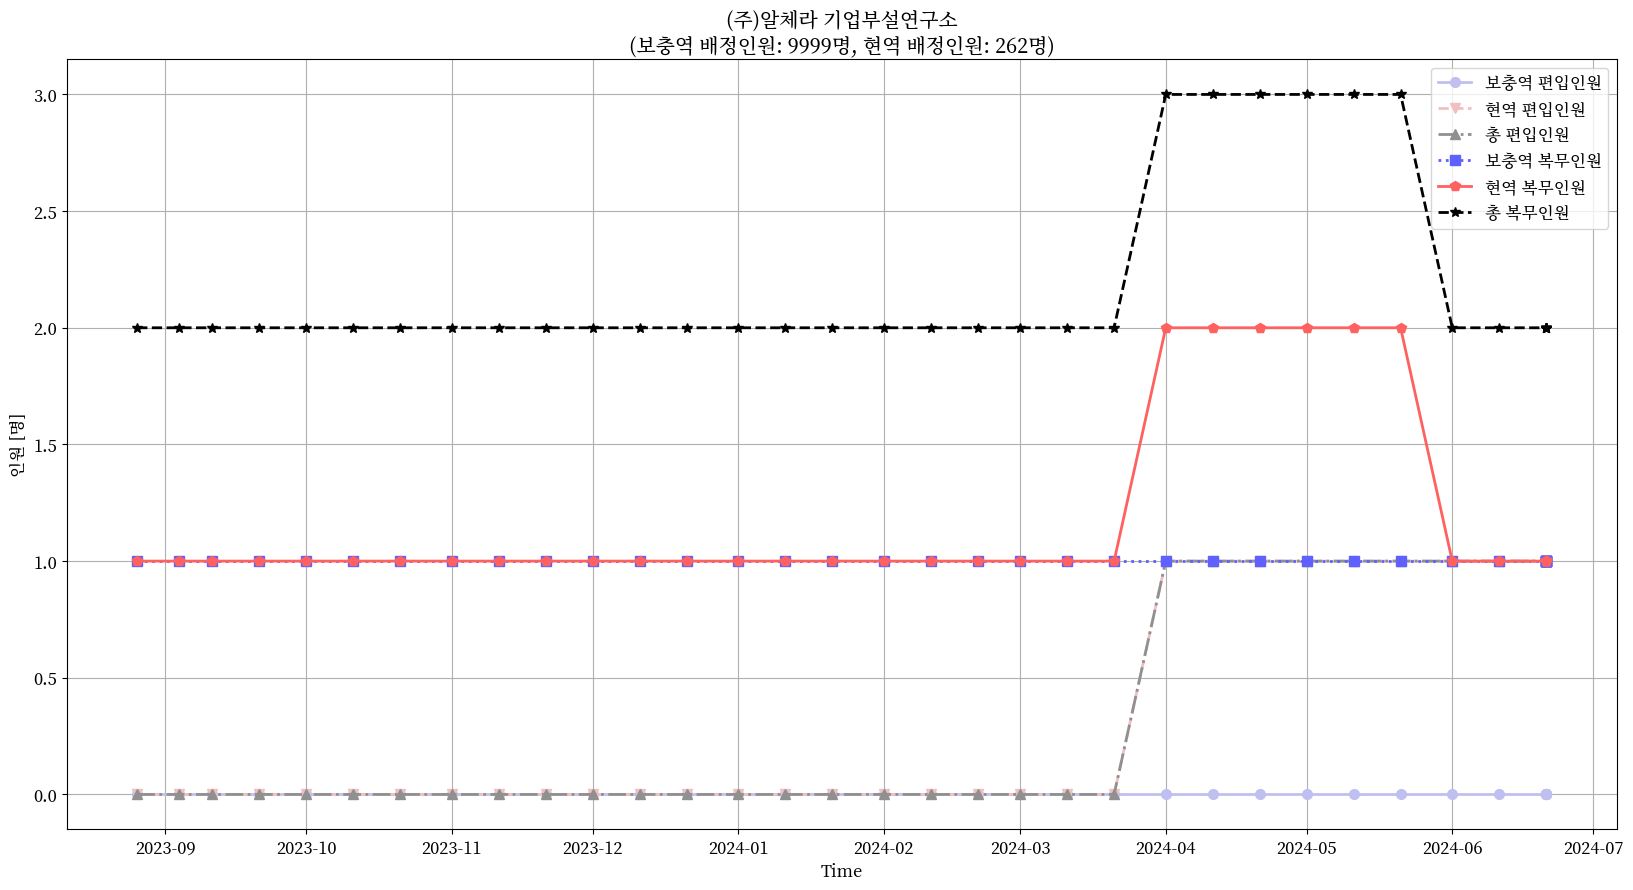 (주)알체라 기업부설연구소
(보충역 배정인원: 9999명, 현역 배정인원: 262명)
보충역 편입인원
현역 편입인원
총 편입인원
보충역 복무인원
현역 복무인원
총 복무인원
3.0
2.5
2.0
1.5
1.0
0.5
0.0
인원 [명]
2023-09 2023-10 2023-11 2023-12 2024-01 2024-02 2024-03 2024-04 2024-05 2024-06 2024-07
Time